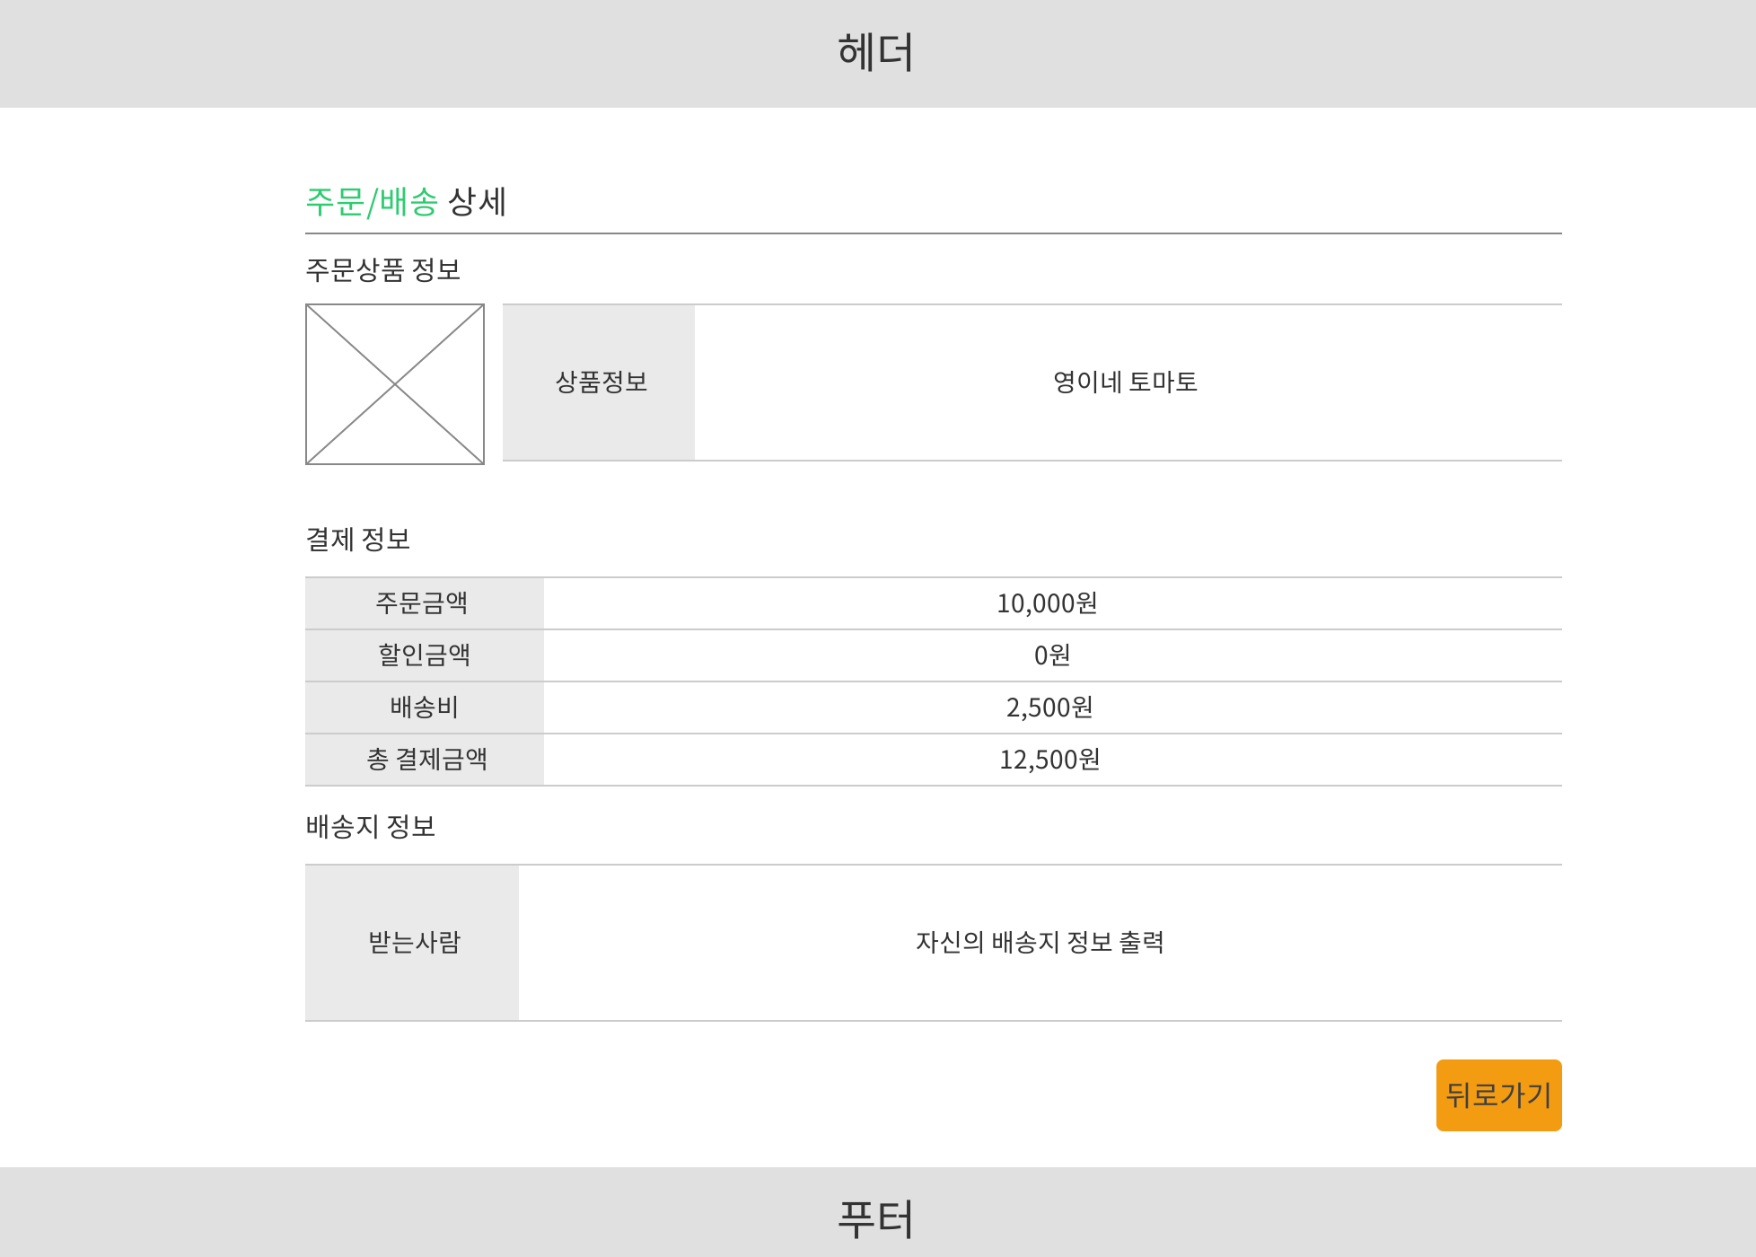 헤더
주문/배송 상세
주문상품 정보
상품정보 영이네 토마토
결제 정보
주문금액 10,000원
할인금액 0원
배송비 2,500원
총 결제금액 12,500원
배송지 정보
받는사람 자신의 배송지 정보 출력
뒤로가기
푸터